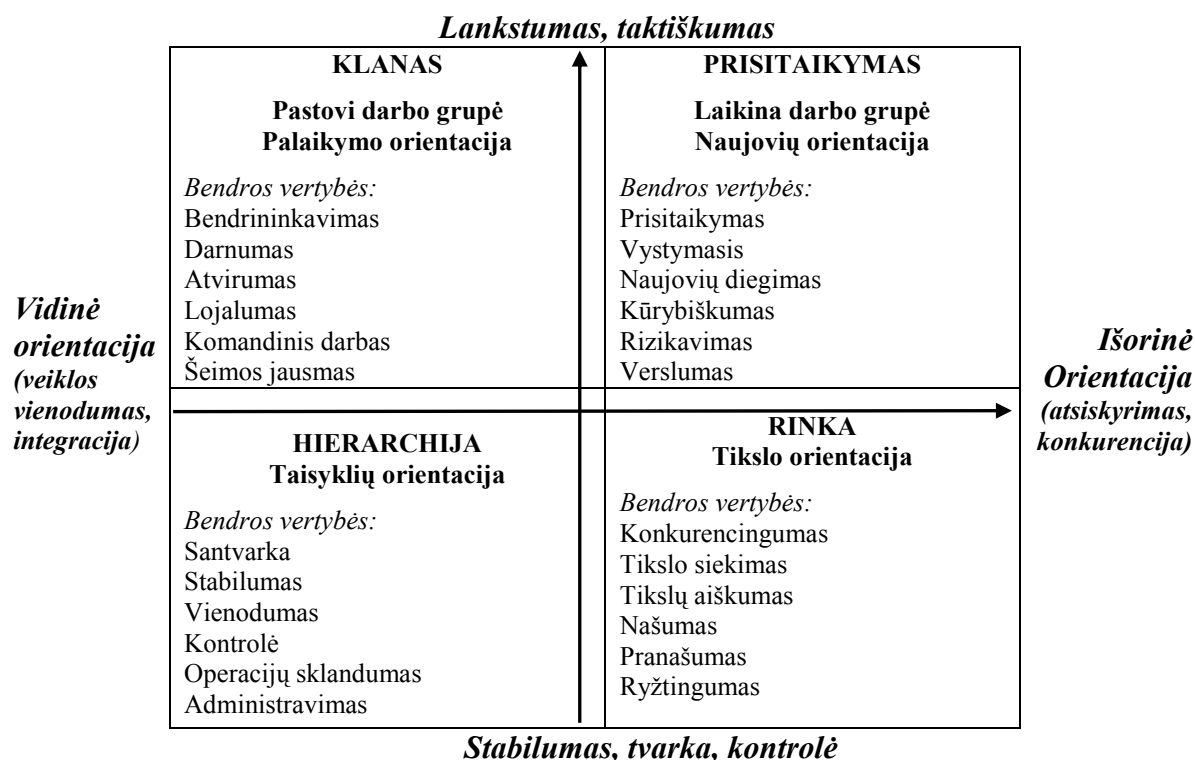 Lankstumas, taktiškumas
KLANAS
Pastovi darbo grupė
Palaikymo orientacija
Bendros vertybės:
Bendrininkavimas
Darnumas
Atvirumas
Lojalumas
Komandinis darbas
Šeimos jausmas
PRISITAIKYMAS
Laikina darbo grupė
Naujovių orientacija
Bendros vertybės:
Prisitaikymas
Vystymasis
Naujovių diegimas
Kūrybiškumas
Rizikavimas
Verslumas
Vidinė
orientacija
(veiklos
vienodumas,
integracija)
Išorinė
Orientacija
(atsiskyrimas,
konkurencija)
HIERARCHIJA
Taisyklių orientacija
Bendros vertybės:
Santvarka
Stabilumas
Vienodumas
Kontrolė
Operacijų sklandumas
Administravimas
RINKA
Tikslo orientacija
Bendros vertybės:
Konkurencingumas
Tikslo siekimas
Tikslų aiškumas
Našumas
Pranašumas
Ryžtingumas
Stabilumas, tvarka, kontrolė